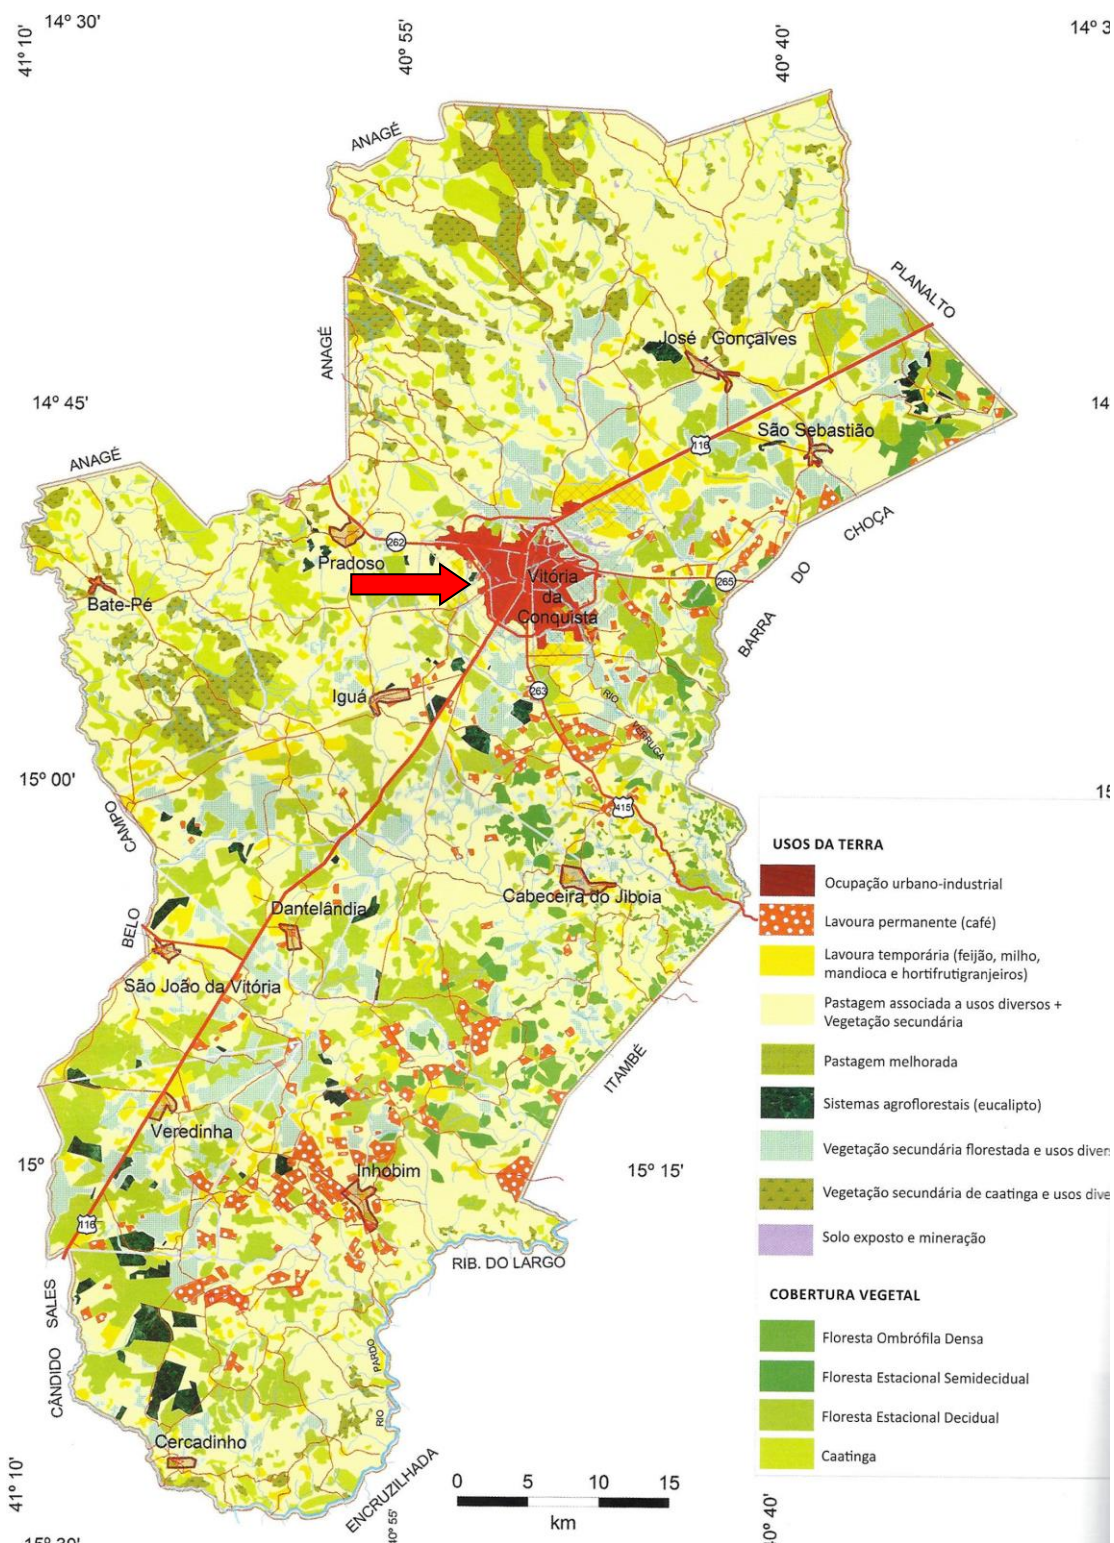 14º 30'
41º 10'
40º 55'
40º 40'
14º 3
ANAGÉ
PLANALTO
ANAGÉ
José Gonçalves
14º 45'
14
116
São Sebastião
ANAGÉ
CHOÇA
262
Pradoso
DO
265
Vitória
da
Conquista
Bate-Pé
BARRA
Iguá
263
RIO
VERRUGA
15º 00'
15
CAMPO
415
Cabeceira do Jiboia
Dantelândia
BELO
São João da Vitória
ITAMBÉ
Veredinha
15º
15º 15'
Inhobim
116
RIB. DO LARGO
SALES
CÂNDIDO
PARDO
RIO
Cercadinho
ENCRUZILHADA
41º 10'
40º 55'
0 5 10 15
km
0º 40'
15º 30'
USOS DA TERRA
Ocupação urbano-industrial
Lavoura permanente (café)
Lavoura temporária (feijão, milho,
mandioca e hortifrutigranjeiros)
Pastagem associada a usos diversos +
Vegetação secundária
Pastagem melhorada
Sistemas agroflorestais (eucalipto)
Vegetação secundária florestada e usos divers
Vegetação secundária de caatinga e usos dive
Solo exposto e mineração
COBERTURA VEGETAL
Floresta Ombrófila Densa
Floresta Estacional Semidecidual
Floresta Estacional Decidual
Caatinga